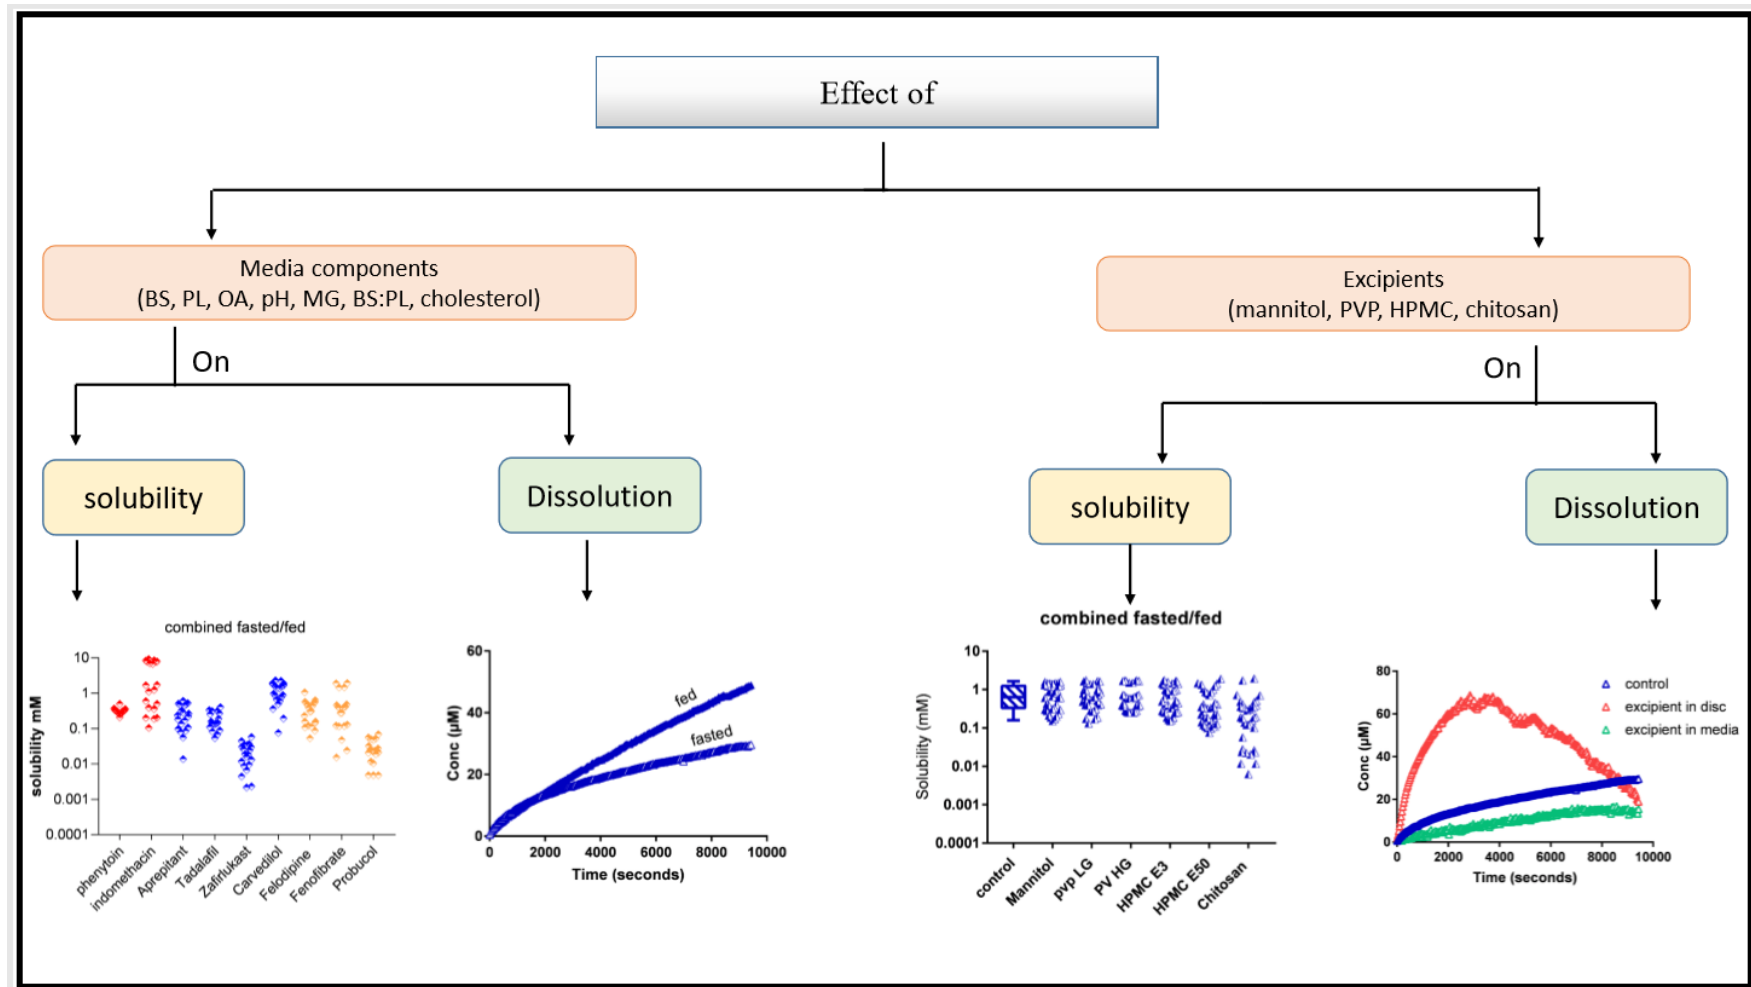 Effect of
Media components
(BS, PL, OA, pH, MG, BS:PL, cholesterol)
On
solubility
Dissolution
Excipients
(mannitol, PVP, HPMC, chitosan)
On
solubility
Dissolution
combined fasted/fed
solubility mM
10
1
0.1
0.01
0.001
0.0001
phenytoin
indomethacin
Aprepitant
Tadalafil
Zafirlukast
Carvedilol
Felodipine
Fenofibrate
Probucol
Conc (µM)
60
40
20
0
fed
fasted
0 2000 4000 6000 8000 10000
Time (seconds)
combined fasted/fed
Solubility (mM)
10
1
0.1
0.01
0.001
0.0001
control
Mannitol
pvp LG
PV HG
HPMC E3
HPMC E50
Chitosan
Conc (µM)
80
60
40
20
0
control
excipient in disc
excipient in media
0 2000 4000 6000 8000 10000
Time (seconds)